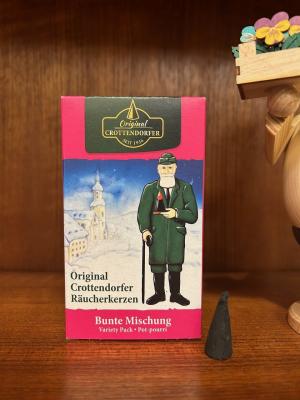 Original
CROTTENDORFER
SEIT 1936
Original
Crottendorfer
Räucherkerzen
Bunte Mischung
Variety Pack • Pot-pourri